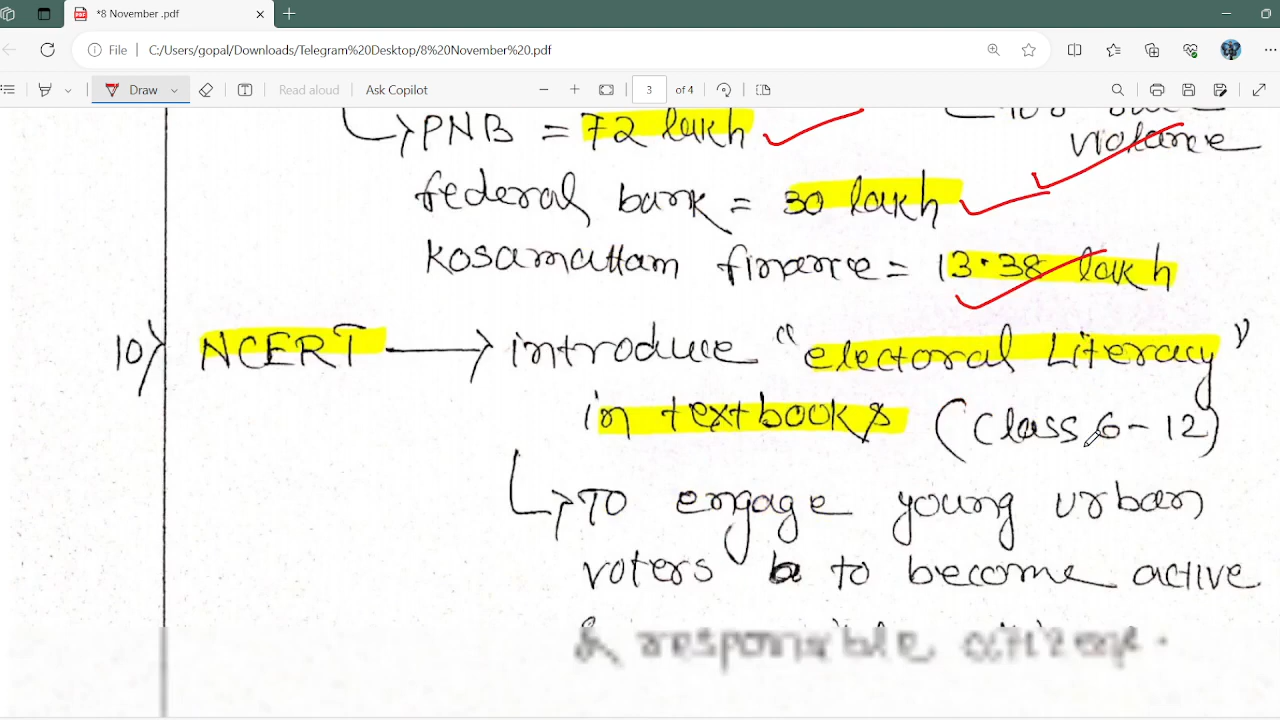 *8 November .pdf
File C:/Users/gopal/Downloads/Telegram%20Desktop/8%20November%20.pdf
Draw Read aloud Ask Copilot 3 of 4
→ PNB = 72 lakh
violance
federal bank = 30 lakh
Kosamattam finance = 13.38 lakh
10) NCERT → introduce "electoral Literacy"
in textbooks (Class 6-12)
→ To engage young urban
voters to become active
& responsible citizens.